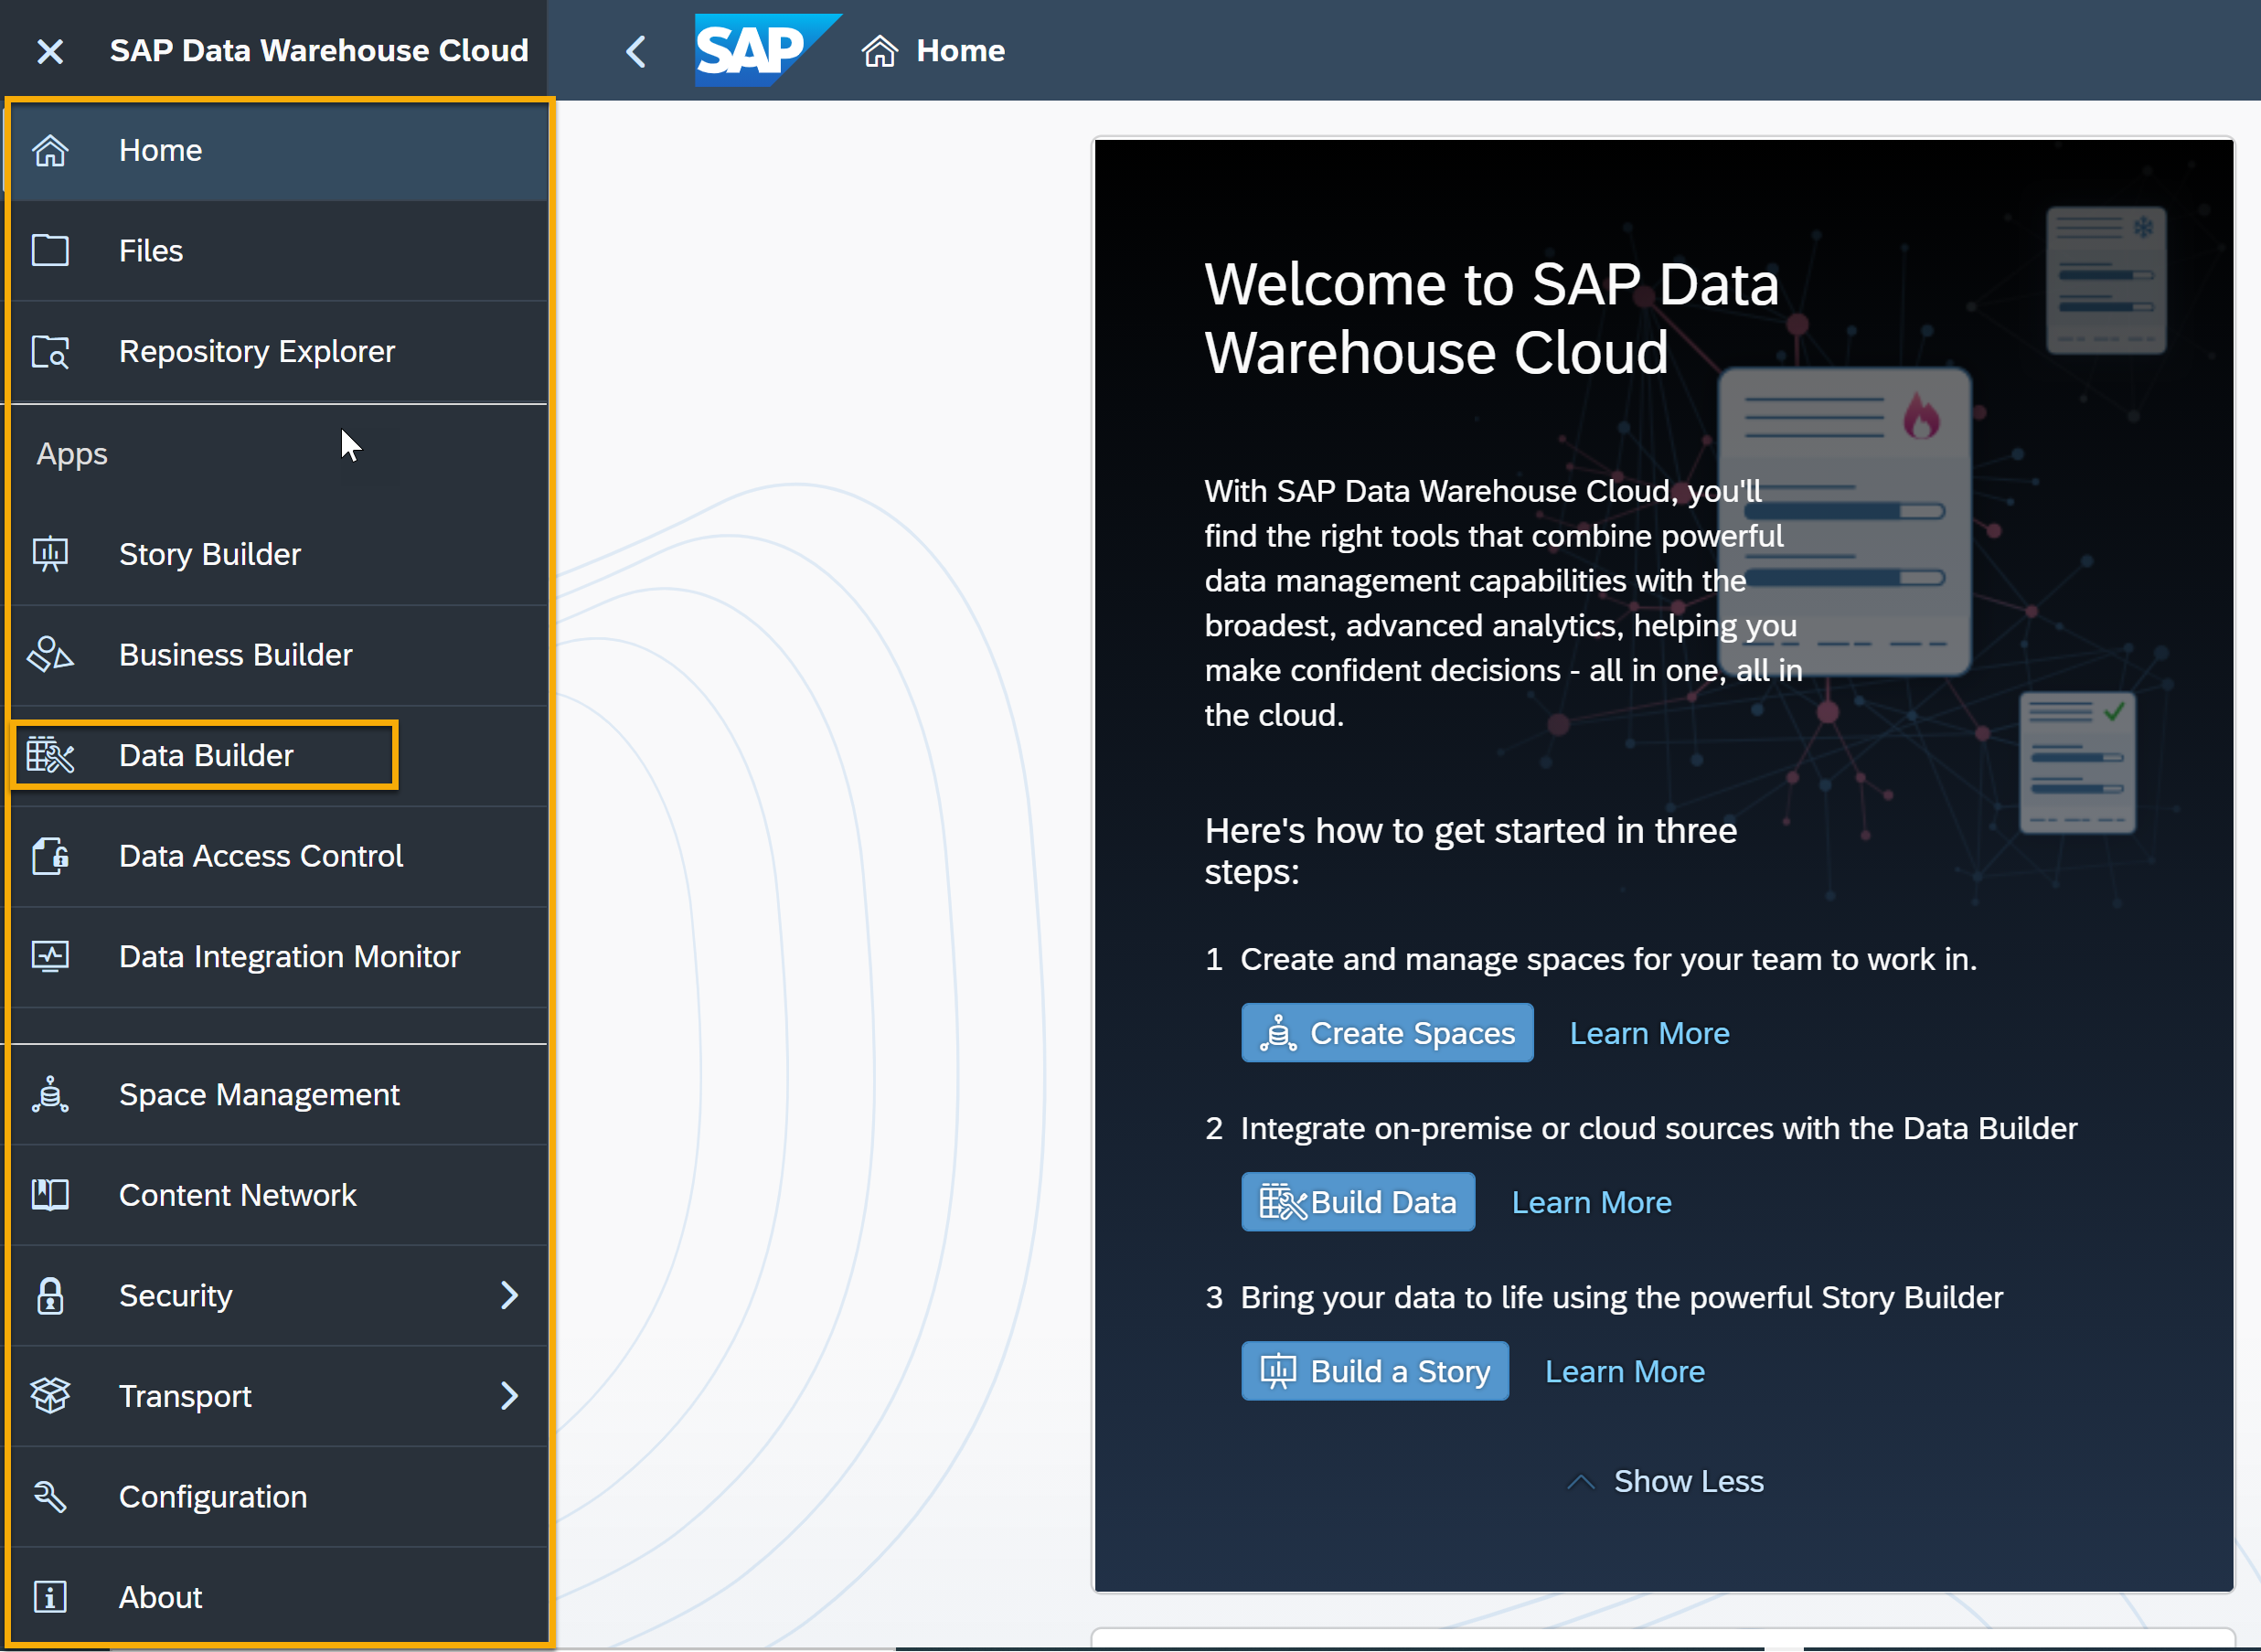 SAP Data Warehouse Cloud
SAP
Home
Home
Files
Repository Explorer
Apps
Story Builder
Business Builder
Data Builder
Data Access Control
Data Integration Monitor
Space Management
Content Network
Security
Transport
Configuration
About
Welcome to SAP Data
Warehouse Cloud
With SAP Data Warehouse Cloud, you'll
find the right tools that combine powerful
data management capabilities with the
broadest, advanced analytics, helping you
make confident decisions - all in one, all in
the cloud.
Here's how to get started in three
steps:
1 Create and manage spaces for your team to work in.
Create Spaces Learn More
2 Integrate on-premise or cloud sources with the Data Builder
Build Data Learn More
3 Bring your data to life using the powerful Story Builder
Build a Story Learn More
Show Less